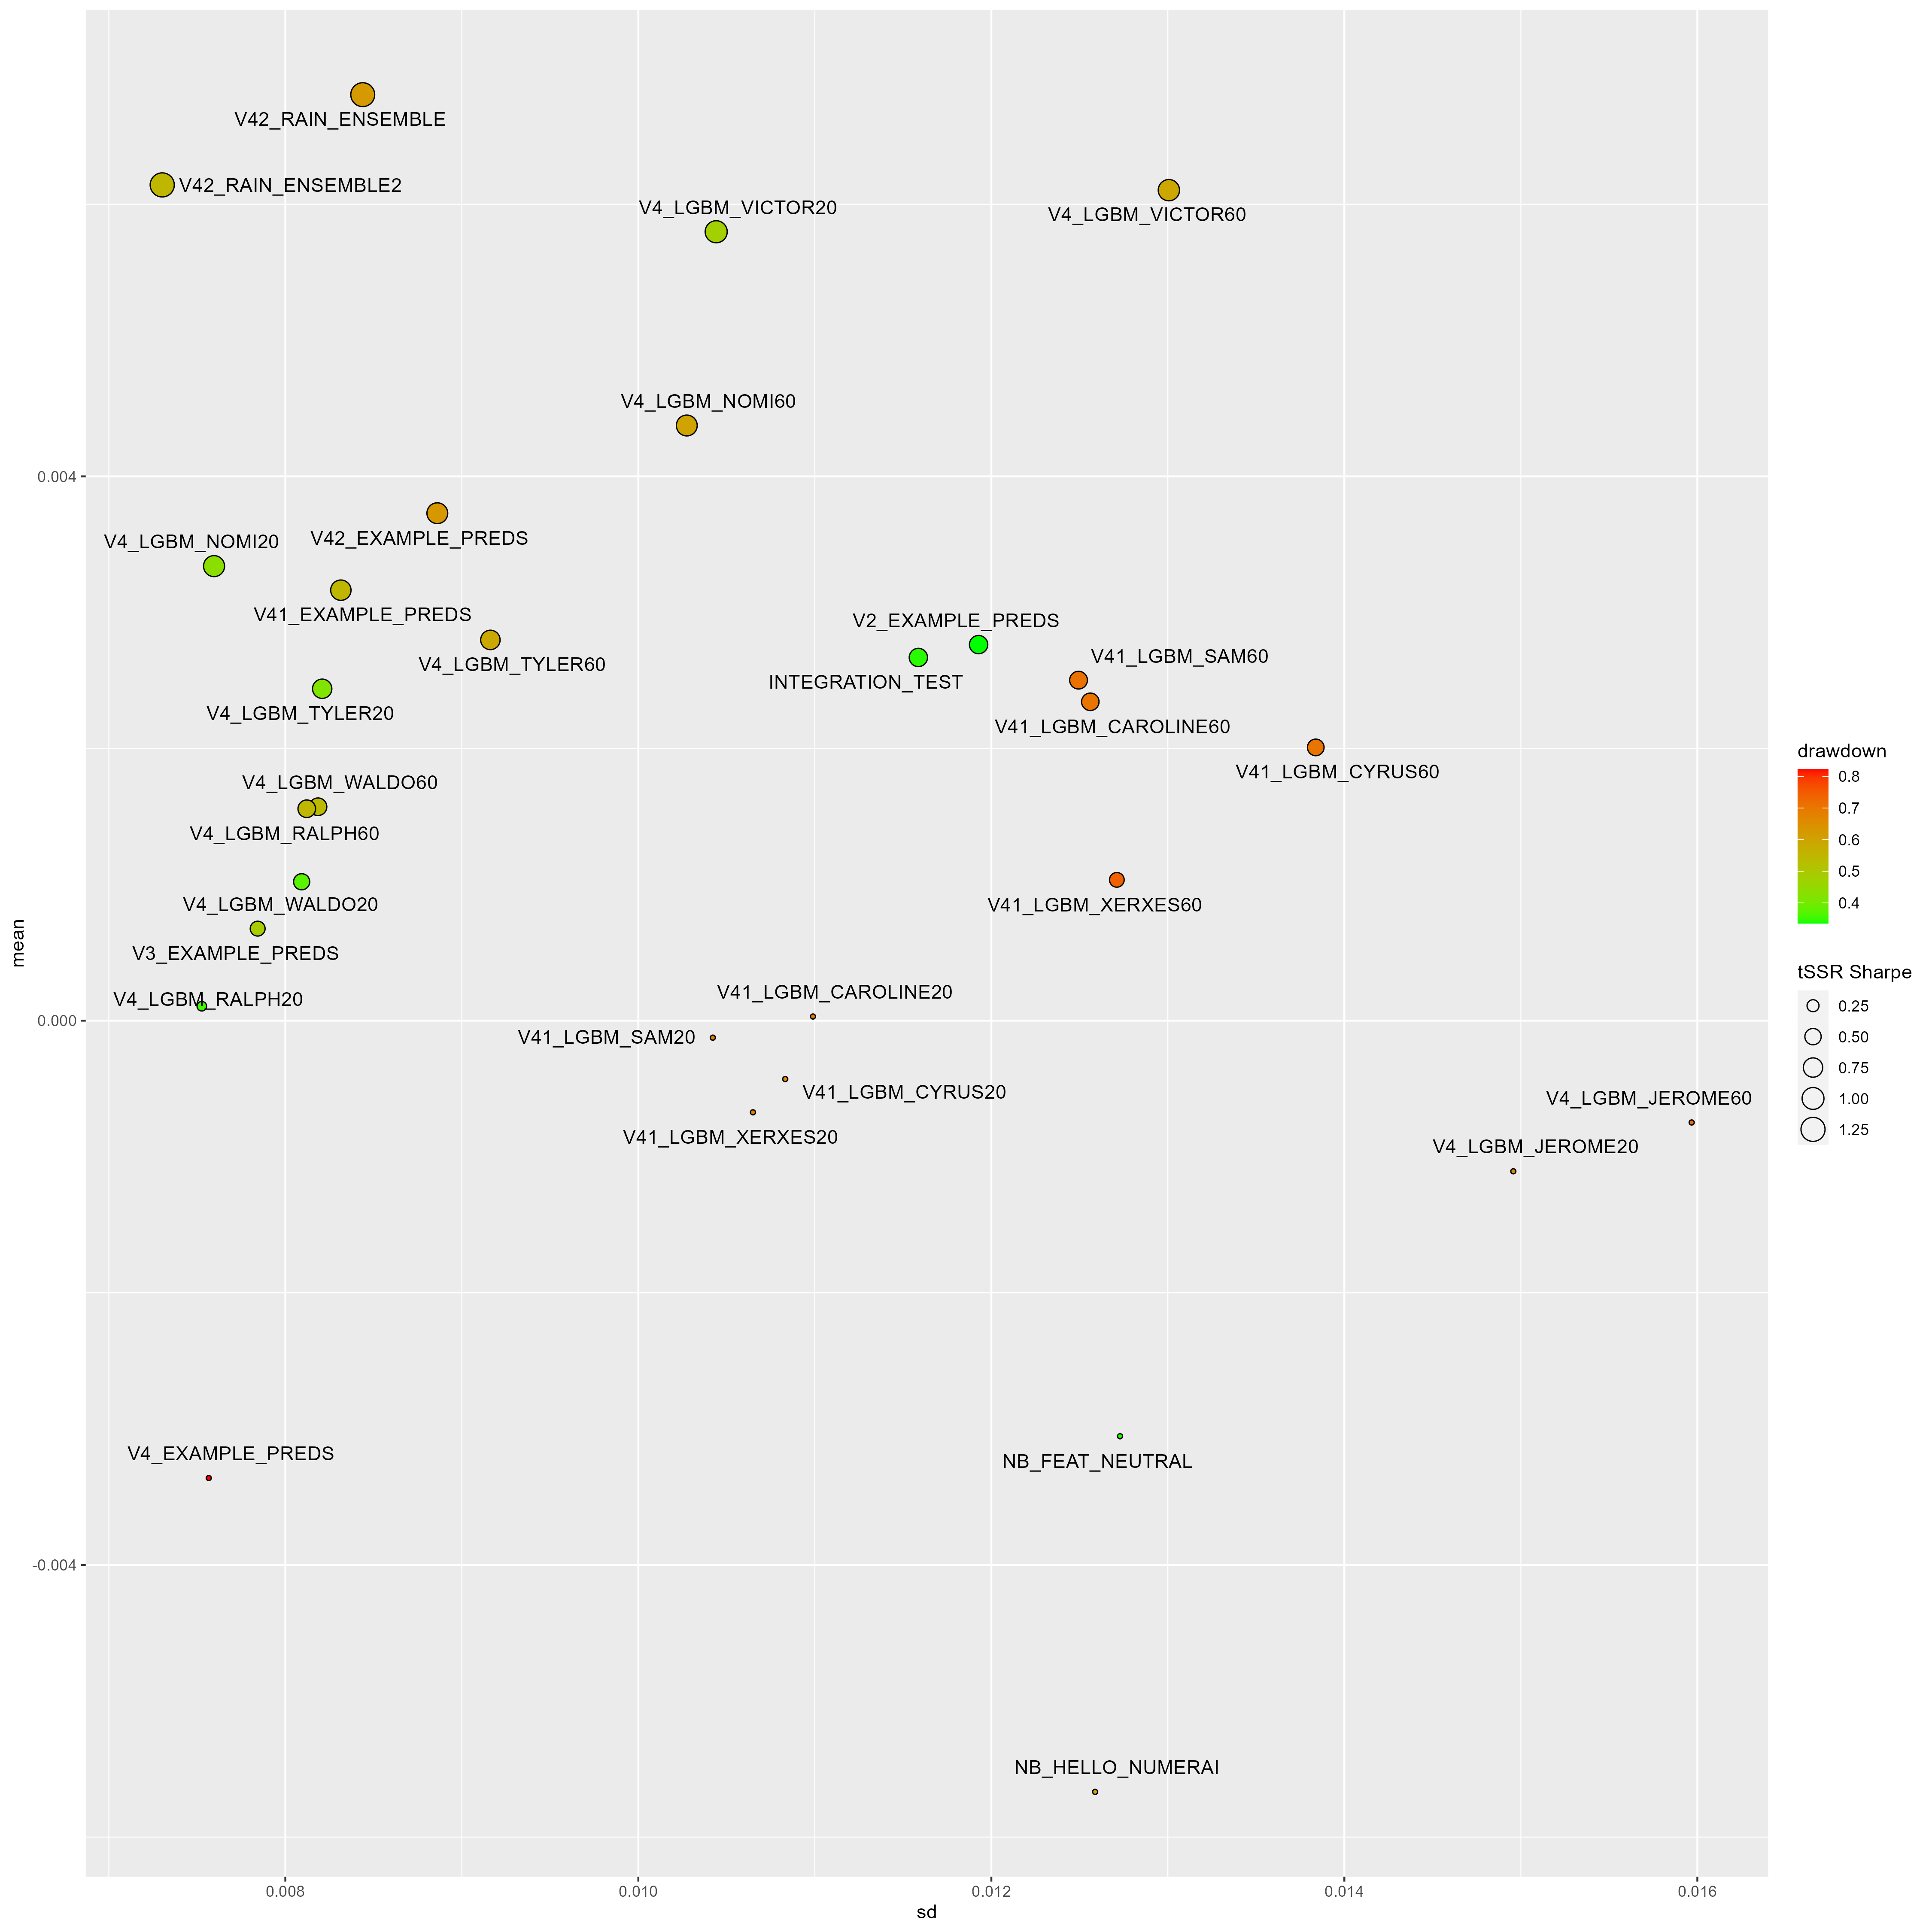 V42_RAIN_ENSEMBLE
V42_RAIN_ENSEMBLE2
V4_LGBM_VICTOR20
V4_LGBM_VICTOR60
V4_LGBM_NOMI60
0.004
V42_EXAMPLE_PREDS
V4_LGBM_NOMI20
V41_EXAMPLE_PREDS
V2_EXAMPLE_PREDS
V41_LGBM_SAM60
V4_LGBM_TYLER60
INTEGRATION_TEST
V4_LGBM_TYLER20
V41_LGBM_CAROLINE60
V41_LGBM_CYRUS60
V4_LGBM_WALDO60
V4_LGBM_RALPH60
V4_LGBM_WALDO20
V41_LGBM_XERXES60
V3_EXAMPLE_PREDS
V4_LGBM_RALPH20
V41_LGBM_CAROLINE20
0.000
V41_LGBM_SAM20
V41_LGBM_CYRUS20
V4_LGBM_JEROME60
V41_LGBM_XERXES20
V4_LGBM_JEROME20
V4_EXAMPLE_PREDS
NB_FEAT_NEUTRAL
-0.004
NB_HELLO_NUMERAI
0.008
0.010
0.012
0.014
0.016
sd
mean
drawdown
0.8
0.7
0.6
0.5
0.4
tSSR Sharpe
0.25
0.50
0.75
1.00
1.25